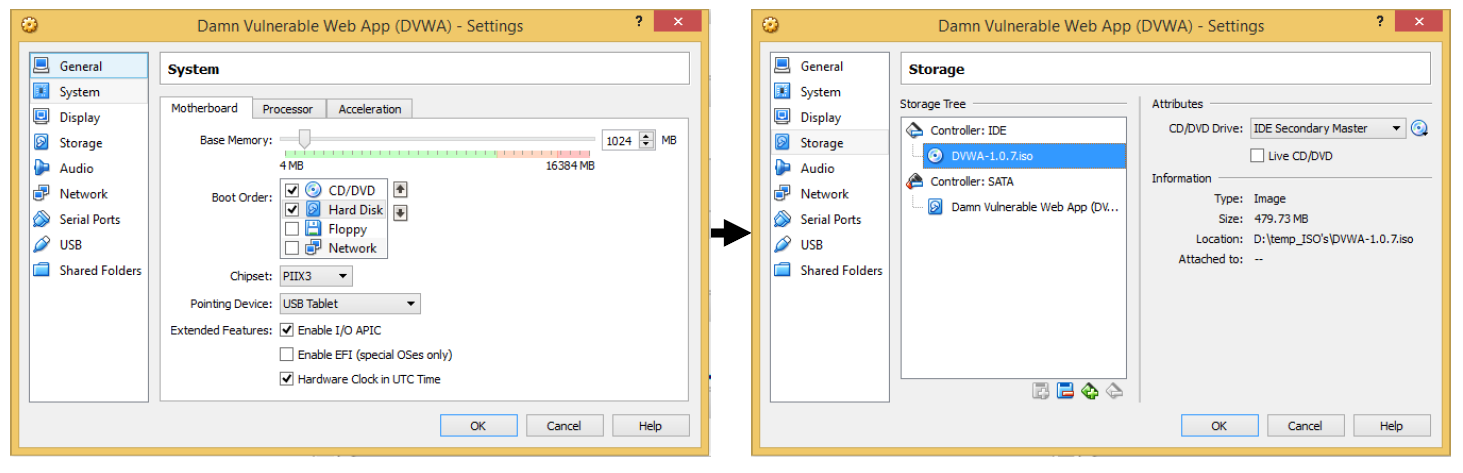 Damn Vulnerable Web App (DVWA) - Settings
? ×
General
System
Display
Storage
Audio
Network
Serial Ports
USB
Shared Folders
System
Motherboard Processor Acceleration
Base Memory: 1024 MB
4 MB 16384 MB
Boot Order: CD/DVD
Hard Disk
Floppy
Network
Chipset: PIIX3
Pointing Device: USB Tablet
Extended Features: Enable I/O APIC
Enable EFI (special OSes only)
Hardware Clock in UTC Time
OK Cancel Help
Damn Vulnerable Web App (DVWA) - Settings
? ×
General
System
Display
Storage
Audio
Network
Serial Ports
USB
Shared Folders
Storage
Storage Tree
Controller: IDE
DVWA-1.0.7.iso
Controller: SATA
Damn Vulnerable Web App (DV...
Attributes
CD/DVD Drive: IDE Secondary Master
Live CD/DVD
Information
Type: Image
Size: 479.73 MB
Location: D:\temp_ISO's\DVWA-1.0.7.iso
Attached to: --
OK Cancel Help